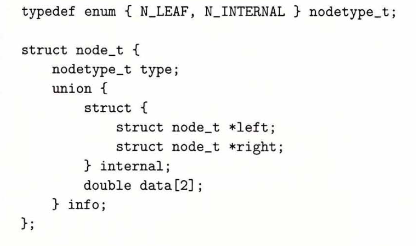 typedef enum { N_LEAF, N_INTERNAL } nodetype_t;
struct node_t {
    nodetype_t type;
    union {
        struct {
            struct node_t *left;
            struct node_t *right;
        } internal;
        double data[2];
    } info;
};